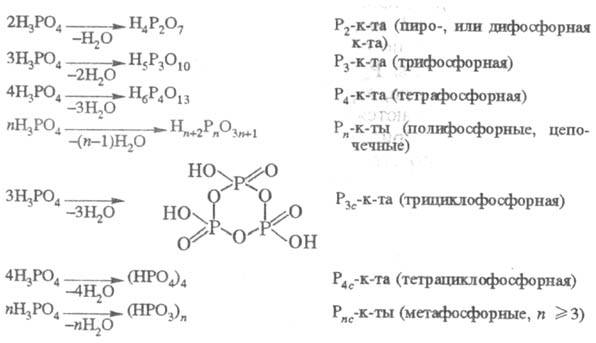 2H₃PO₄ —–H₂O→ H₄P₂O₇ P₂-к-та (пиро-, или дифосфорная
к-та)
3H₃PO₄ —–2H₂O→ H₅P₃O₁₀ P₃-к-та (трифосфорная)
4H₃PO₄ —–3H₂O→ H₆P₄O₁₃ P₄-к-та (тетрафосфорная)
nH₃PO₄ —–(n–1)H₂O→ Hₙ₊₂PₙO₃ₙ₊₁ Pₙ-к-ты (полифосфорные, цепо-
чечные)
HO O
P
O O
3H₃PO₄ —–3H₂O→ HO P P O P₃c-к-та (трициклофосфорная)
O O OH
4H₃PO₄ —–4H₂O→ (HPO₄)₄ P₄c-к-та (тетрациклофосфорная)
nH₃PO₄ —–nH₂O→ (HPO₃)ₙ Pₙc-к-ты (метафосфорные, n ⩾3)